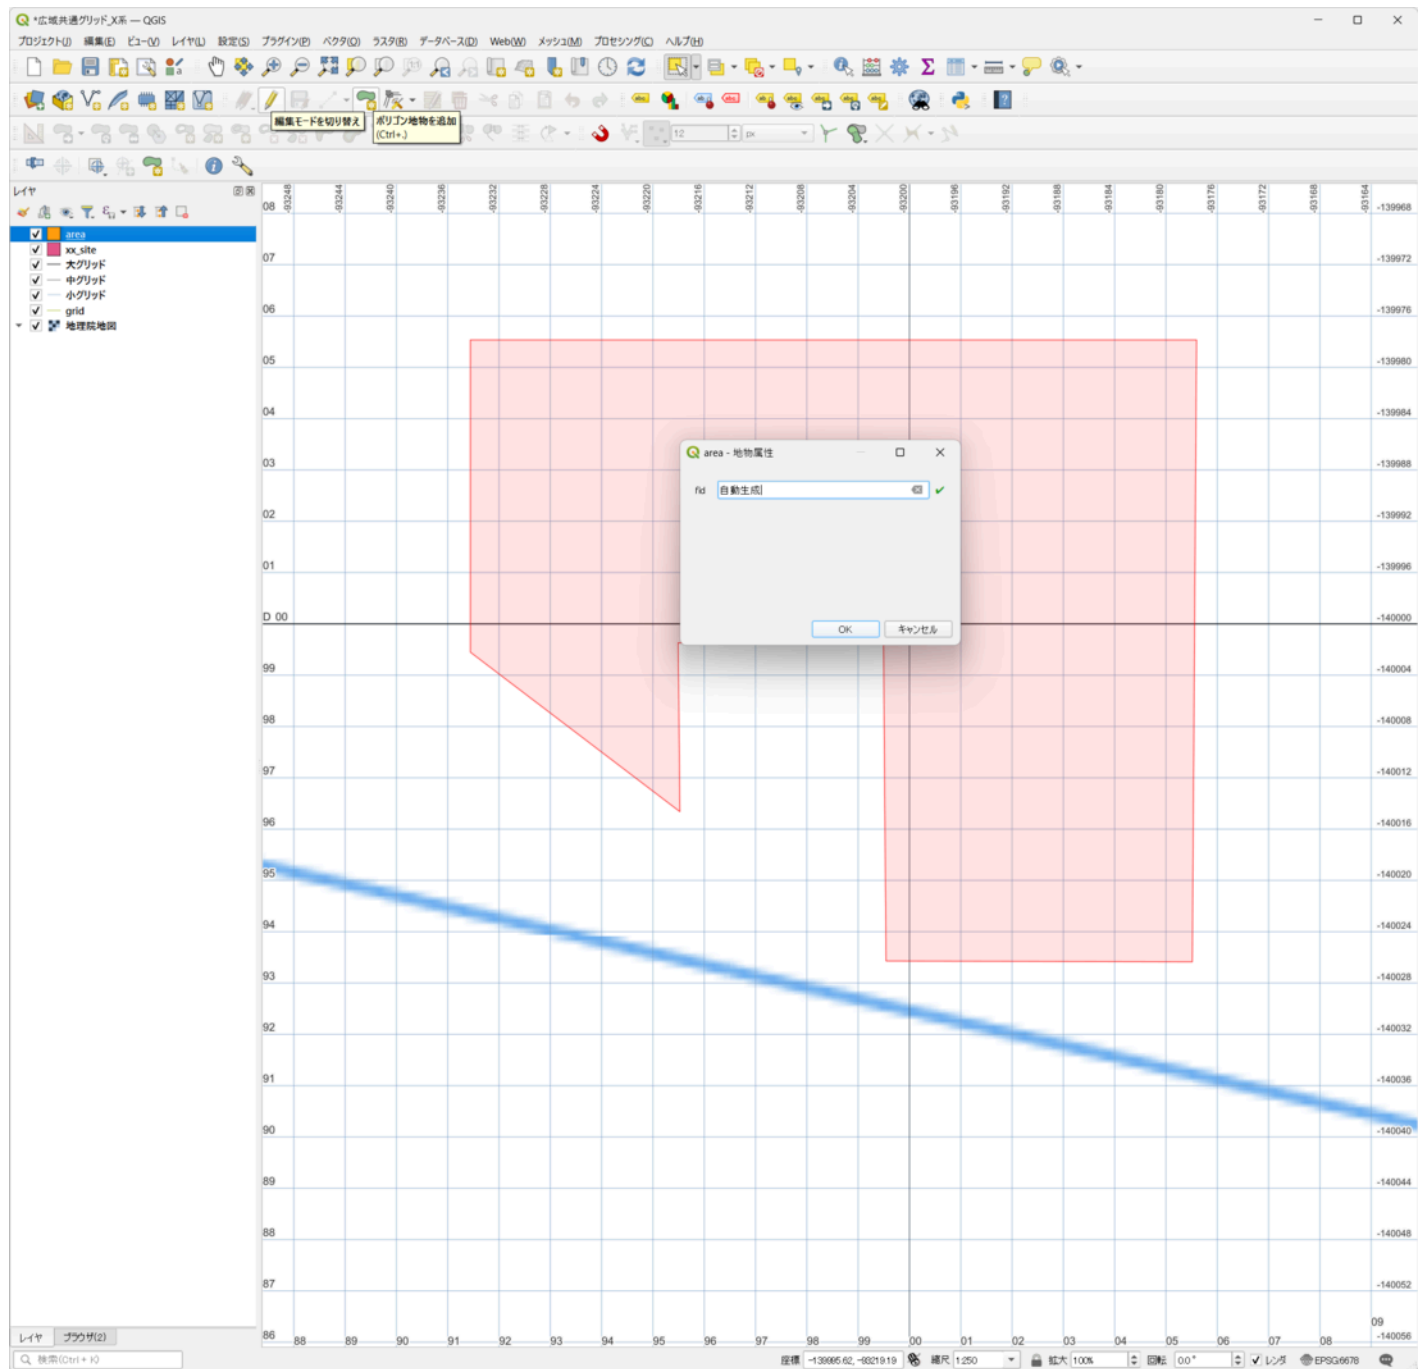 *広域共通グリッド_X系 — QGIS
プロジェクト(J) 編集(E) ビュー(V) レイヤ(L) 設定(S) プラグイン(P) ベクタ(O) ラスタ(R) データベース(D) Web(W) メッシュ(M) プロセシング(C) ヘルプ(H)
編集モードを切り替え
ポリゴン地物を追加
(Ctrl+.)
12 px
レイヤ
area
xx_site
大グリッド
中グリッド
小グリッド
grid
地理院地図
-93248 -93244 -93240 -93236 -93232 -93228 -93224 -93220 -93216 -93212 -93208 -93204 -93200 -93196 -93192 -93188 -93184 -93180 -93176 -93172 -93168 -93164
08 -139968
07 -139972
06 -139976
05 -139980
04 -139984
03 -139988
02 -139992
01 -139996
D 00 -140000
99 -140004
98 -140008
97 -140012
96 -140016
95 -140020
94 -140024
93 -140028
92 -140032
91 -140036
90 -140040
89 -140044
88 -140048
87 -140052
86 -140056
area - 地物属性
fid 自動生成
OK キャンセル
88 89 90 91 92 93 94 95 96 97 98 99 00 01 02 03 04 05 06 07 08 09
レイヤ ブラウザ(2)
検索(Ctrl + K)
座標 -139985.62, -93219.19 縮尺 1:250 拡大 100% 回転 0.0° レンダ EPSG:6678